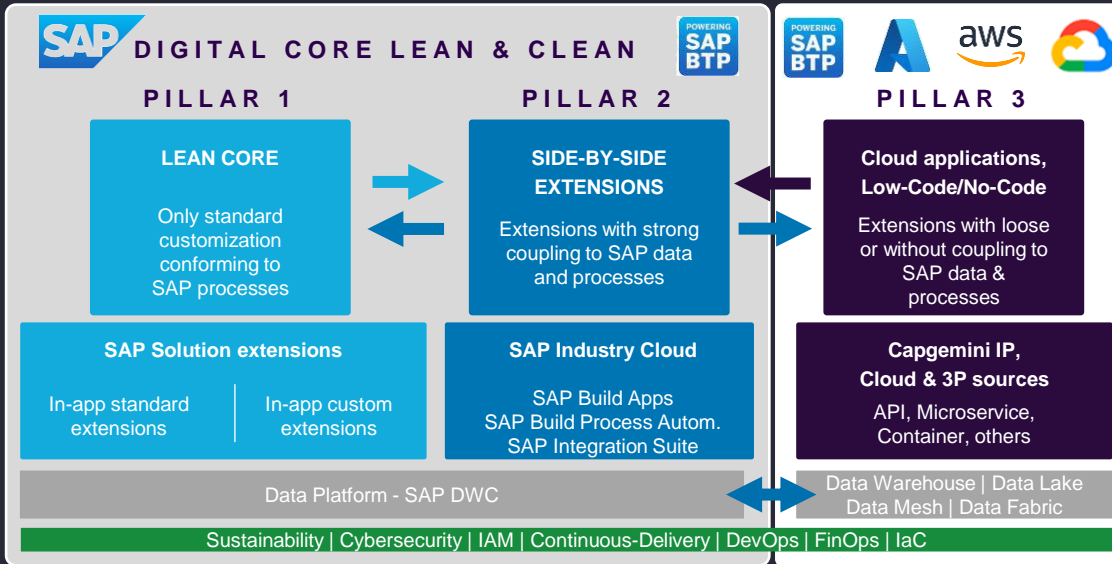 SAP
DIGITAL CORE LEAN & CLEAN
POWERING
SAP
BTP
POWERING
SAP
BTP
aws
PILLAR 1
PILLAR 2
PILLAR 3
LEAN CORE
Only standard
customization
conforming to
SAP processes
SIDE-BY-SIDE
EXTENSIONS
Extensions with strong
coupling to SAP data
and processes
Cloud applications,
Low-Code/No-Code
Extensions with loose
or without coupling to
SAP data &
processes
SAP Solution extensions
In-app standard
extensions
In-app custom
extensions
SAP Industry Cloud
SAP Build Apps
SAP Build Process Autom.
SAP Integration Suite
Capgemini IP,
Cloud & 3P sources
API, Microservice,
Container, others
Data Platform - SAP DWC
Data Warehouse | Data Lake
Data Mesh | Data Fabric
Sustainability | Cybersecurity | IAM | Continuous-Delivery | DevOps | FinOps | IaC